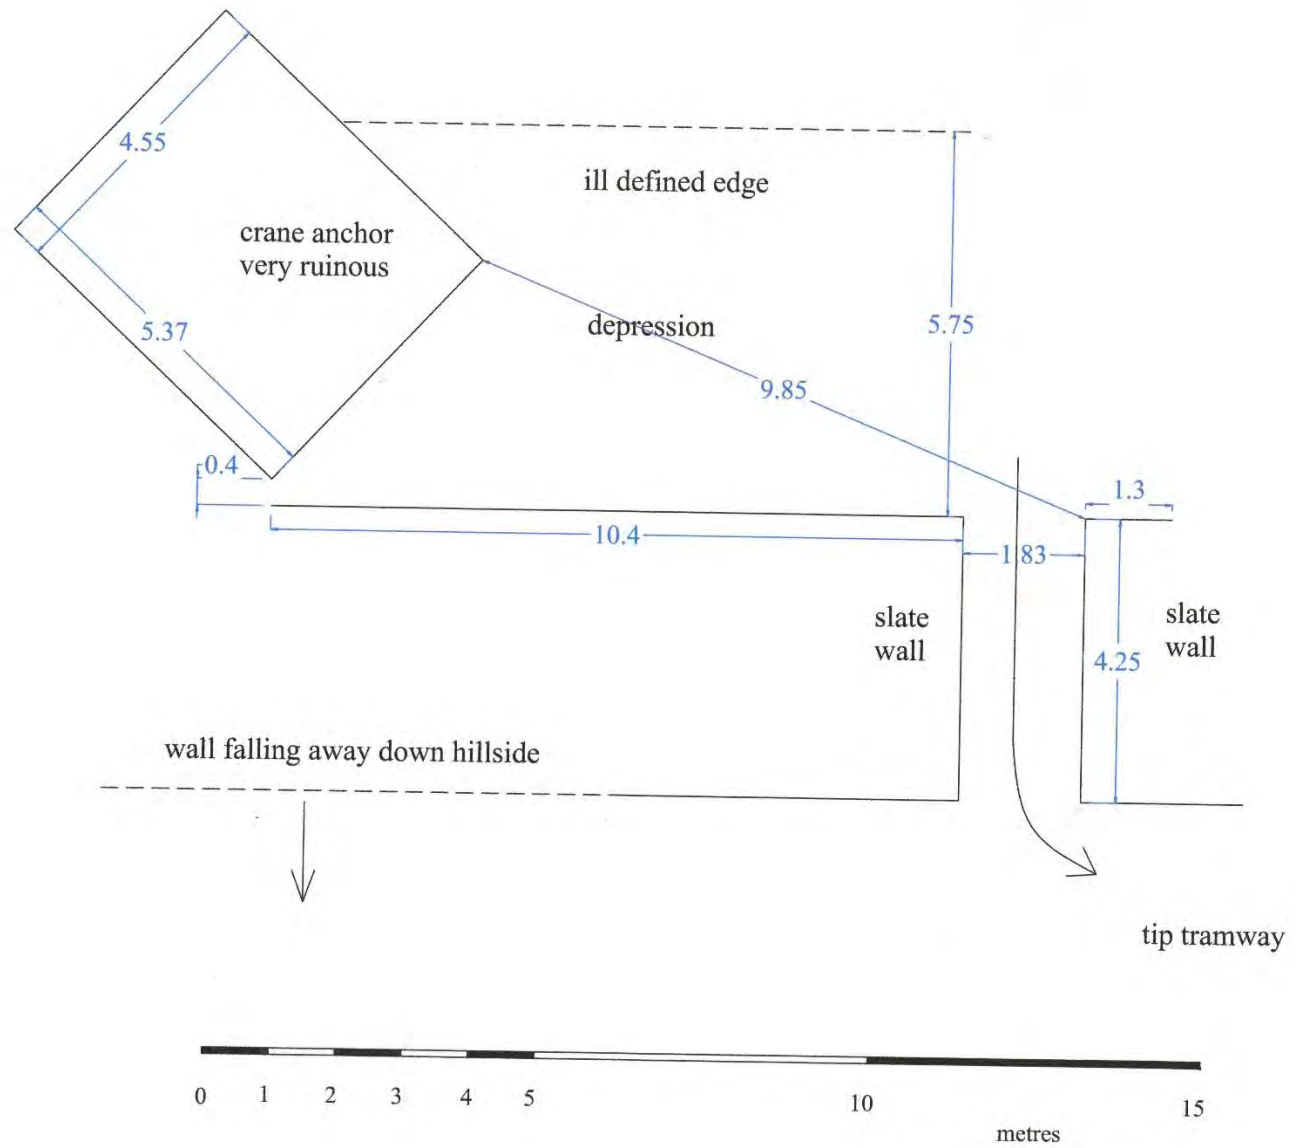 4.55
ill defined edge
crane anchor
very ruinous
5.37
depression
5.75
9.85
0.4
1.3
10.4
1.83
slate
wall
slate
wall
4.25
wall falling away down hillside
tip tramway
0 1 2 3 4 5 10 15
metres